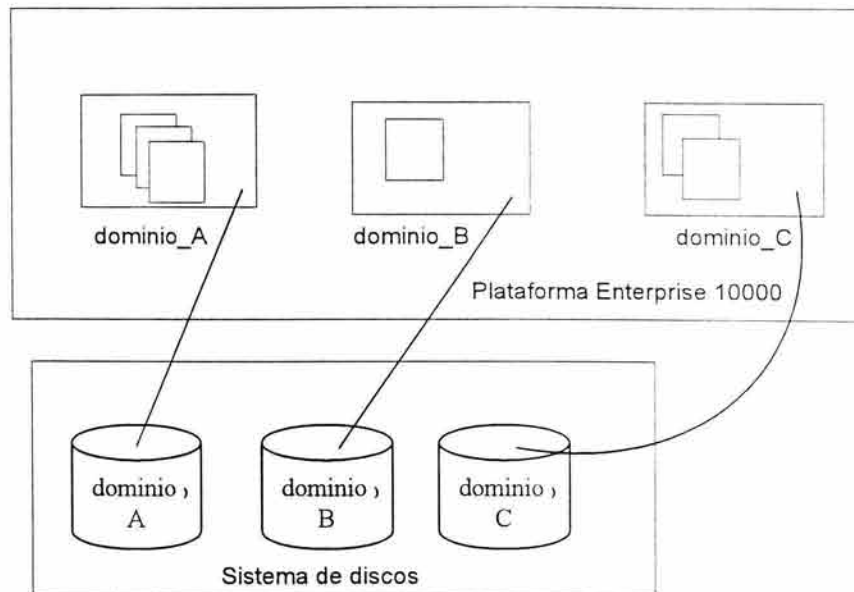 dominio_A
dominio_B
dominio_C
Plataforma Enterprise 10000
dominio,
A
dominio,
B
dominio,
C
Sistema de discos